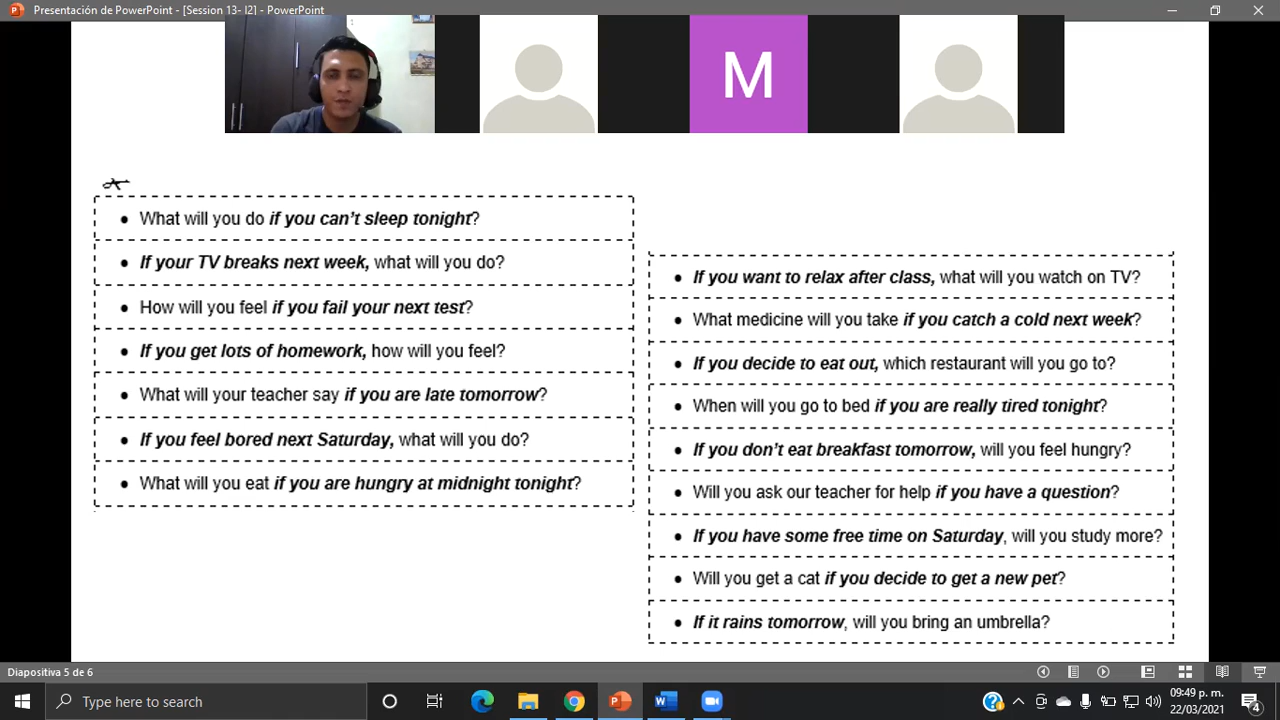 Presentación de PowerPoint - [Session 13- I2] - PowerPoint
M
• What will you do if you can't sleep tonight?
• If your TV breaks next week, what will you do?
• How will you feel if you fail your next test?
• If you get lots of homework, how will you feel?
• What will your teacher say if you are late tomorrow?
• If you feel bored next Saturday, what will you do?
• What will you eat if you are hungry at midnight tonight?
• If you want to relax after class, what will you watch on TV?
• What medicine will you take if you catch a cold next week?
• If you decide to eat out, which restaurant will you go to?
• When will you go to bed if you are really tired tonight?
• If you don't eat breakfast tomorrow, will you feel hungry?
• Will you ask our teacher for help if you have a question?
• If you have some free time on Saturday, will you study more?
• Will you get a cat if you decide to get a new pet?
• If it rains tomorrow, will you bring an umbrella?
Diapositiva 5 de 6
Type here to search
09:49 p. m.
22/03/2021
4